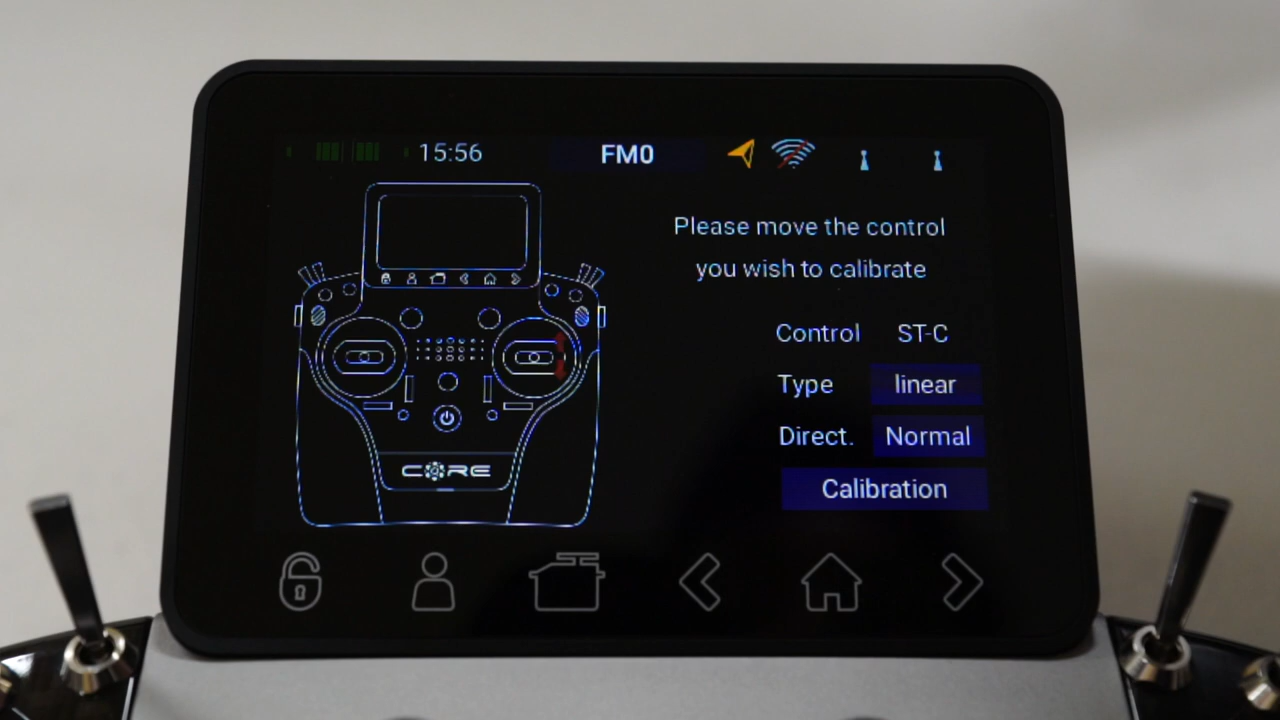 15:56 FM0
Please move the control
you wish to calibrate
Control ST-C
Type linear
Direct. Normal
Calibration
CORE